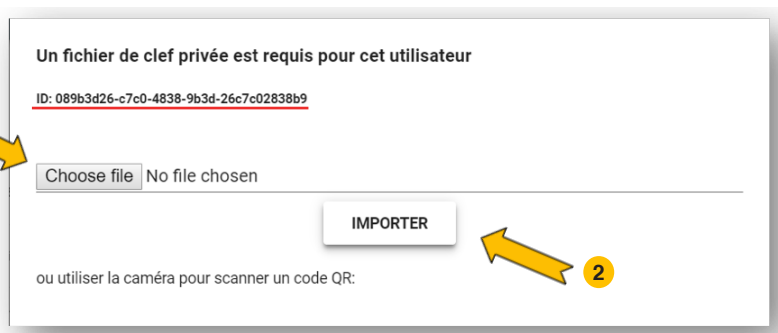 Un fichier de clef privée est requis pour cet utilisateur
ID: 089b3d26-c7c0-4838-9b3d-26c7c02838b9
Choose file No file chosen
IMPORTER
2
ou utiliser la caméra pour scanner un code QR: